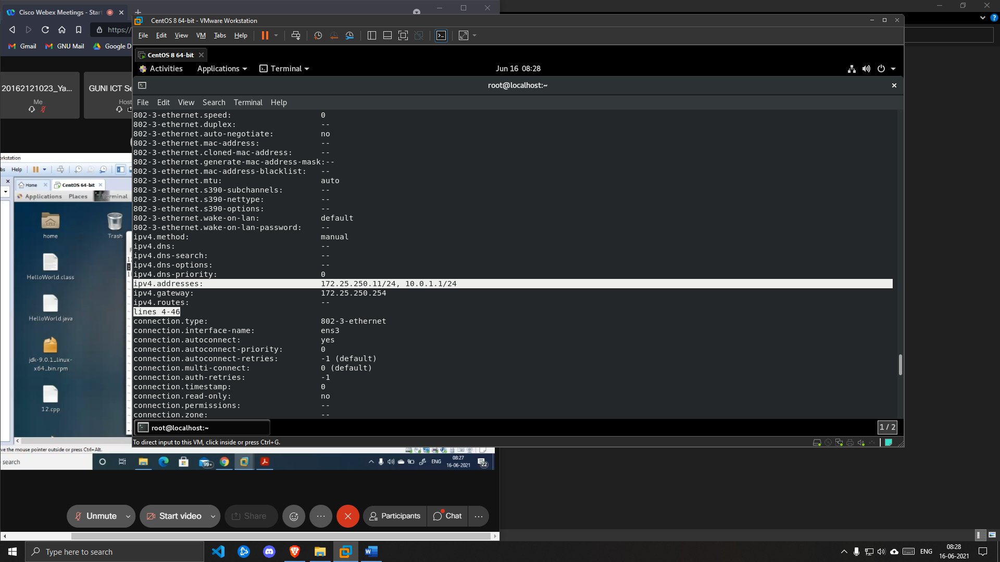 Cisco Webex Meetings - Star
https://
Gmail
GNU Mail
Google D
20162121023_Ya...
Me
GUNI ICT Se
Host
CentOS 8 64-bit - VMware Workstation
File Edit View VM Tabs Help
CentOS 8 64-bit
Activities Applications Terminal Jun 16 08:28
root@localhost:~
File Edit View Search Terminal Help
802-3-ethernet.speed: 0
802-3-ethernet.duplex: --
802-3-ethernet.auto-negotiate: no
802-3-ethernet.mac-address: --
802-3-ethernet.cloned-mac-address: --
802-3-ethernet.generate-mac-address-mask:--
802-3-ethernet.mac-address-blacklist: --
802-3-ethernet.mtu: auto
802-3-ethernet.s390-subchannels: --
802-3-ethernet.s390-nettype: --
802-3-ethernet.s390-options: --
802-3-ethernet.wake-on-lan: default
802-3-ethernet.wake-on-lan-password: --
ipv4.method: manual
ipv4.dns: --
ipv4.dns-search: --
ipv4.dns-options: --
ipv4.dns-priority: 0
ipv4.addresses: 172.25.250.11/24, 10.0.1.1/24
ipv4.gateway: 172.25.250.254
ipv4.routes: --
lines 4-46
connection.type: 802-3-ethernet
connection.interface-name: ens3
connection.autoconnect: yes
connection.autoconnect-priority: 0
connection.autoconnect-retries: -1 (default)
connection.multi-connect: 0 (default)
connection.auth-retries: -1
connection.timestamp: 0
connection.read-only: no
connection.permissions: --
connection.zone: --
root@localhost:~
1 / 2
To direct input to this VM, click inside or press Ctrl+G.
orkstation
bs Help
Home
CentOS 64-bit
Applications Places Terminal
home
Trash
HelloWorld.class
HelloWorld.java
jdk-9.0.1_linux-
x64_bin.rpm
12.cpp
ve the mouse pointer outside or press Ctrl+Alt.
search
99+
ENG
08:27
16-06-2021
22
Unmute
Start video
Share
Participants
Chat
Type here to search
ENG
08:28
16-06-2021